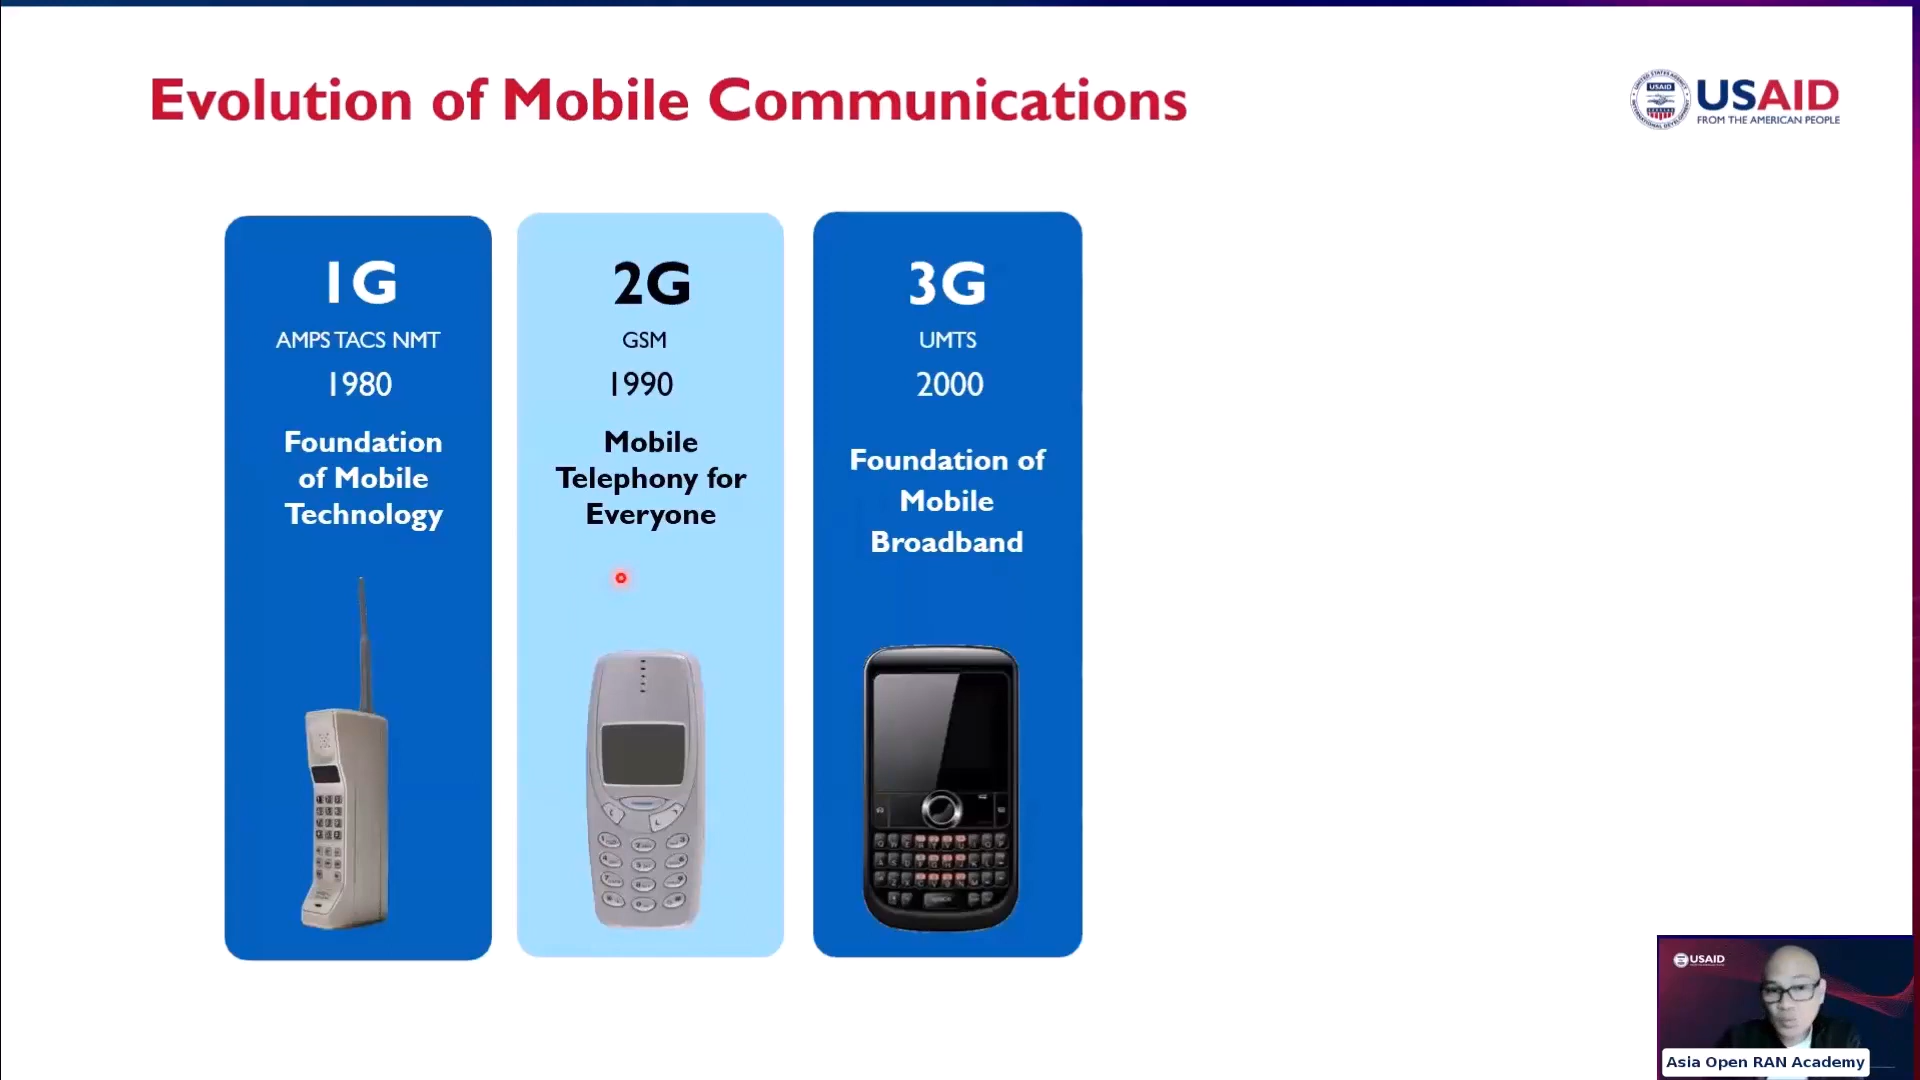 Evolution of Mobile Communications
USAID
USAID
FROM THE AMERICAN PEOPLE
1G
AMPS TACS NMT
1980
Foundation
of Mobile
Technology
2G
GSM
1990
Mobile
Telephony for
Everyone
3G
UMTS
2000
Foundation of
Mobile
Broadband
USAID
Asia Open RAN Academy